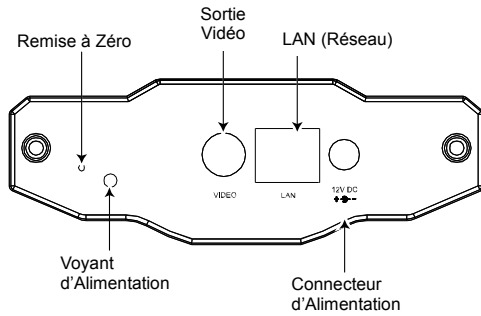 Sortie
Vidéo
Remise à Zéro
LAN (Réseau)
VIDEO
LAN
12V DC
Voyant
d'Alimentation
Connecteur
d'Alimentation